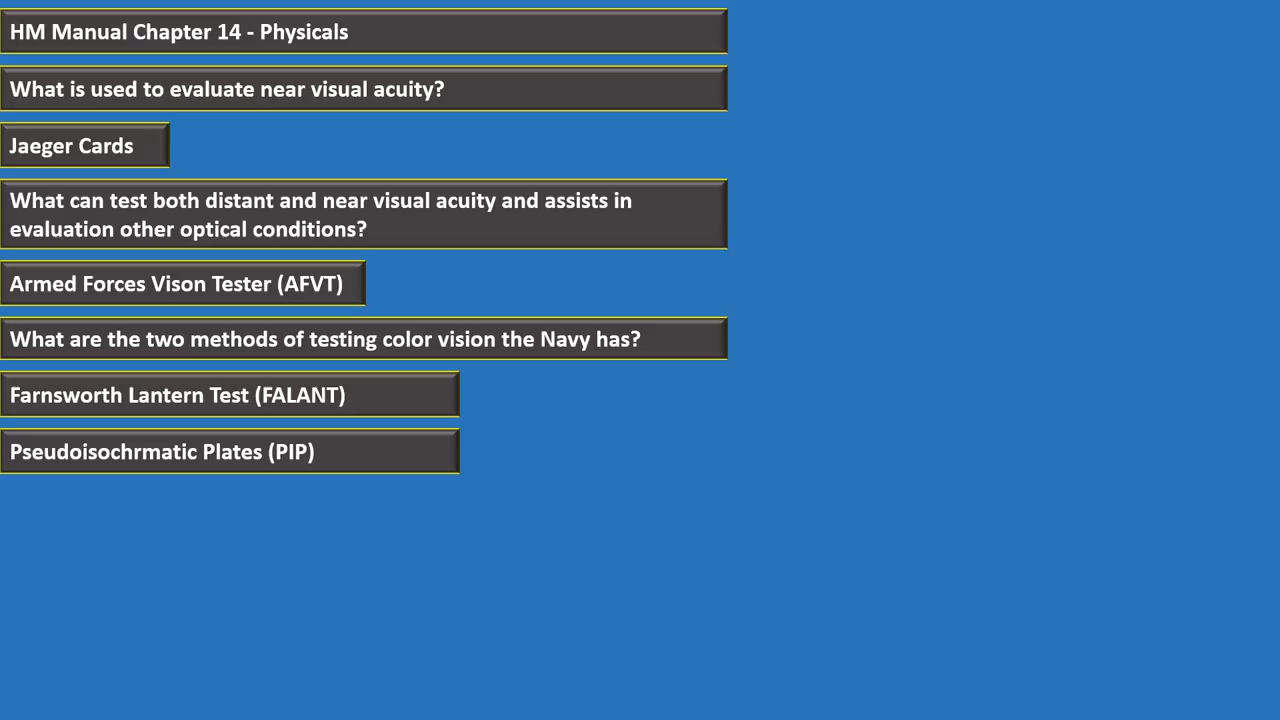 HM Manual Chapter 14 - Physicals
What is used to evaluate near visual acuity?
Jaeger Cards
What can test both distant and near visual acuity and assists in
evaluation other optical conditions?
Armed Forces Vison Tester (AFVT)
What are the two methods of testing color vision the Navy has?
Farnsworth Lantern Test (FALANT)
Pseudoisochrmatic Plates (PIP)